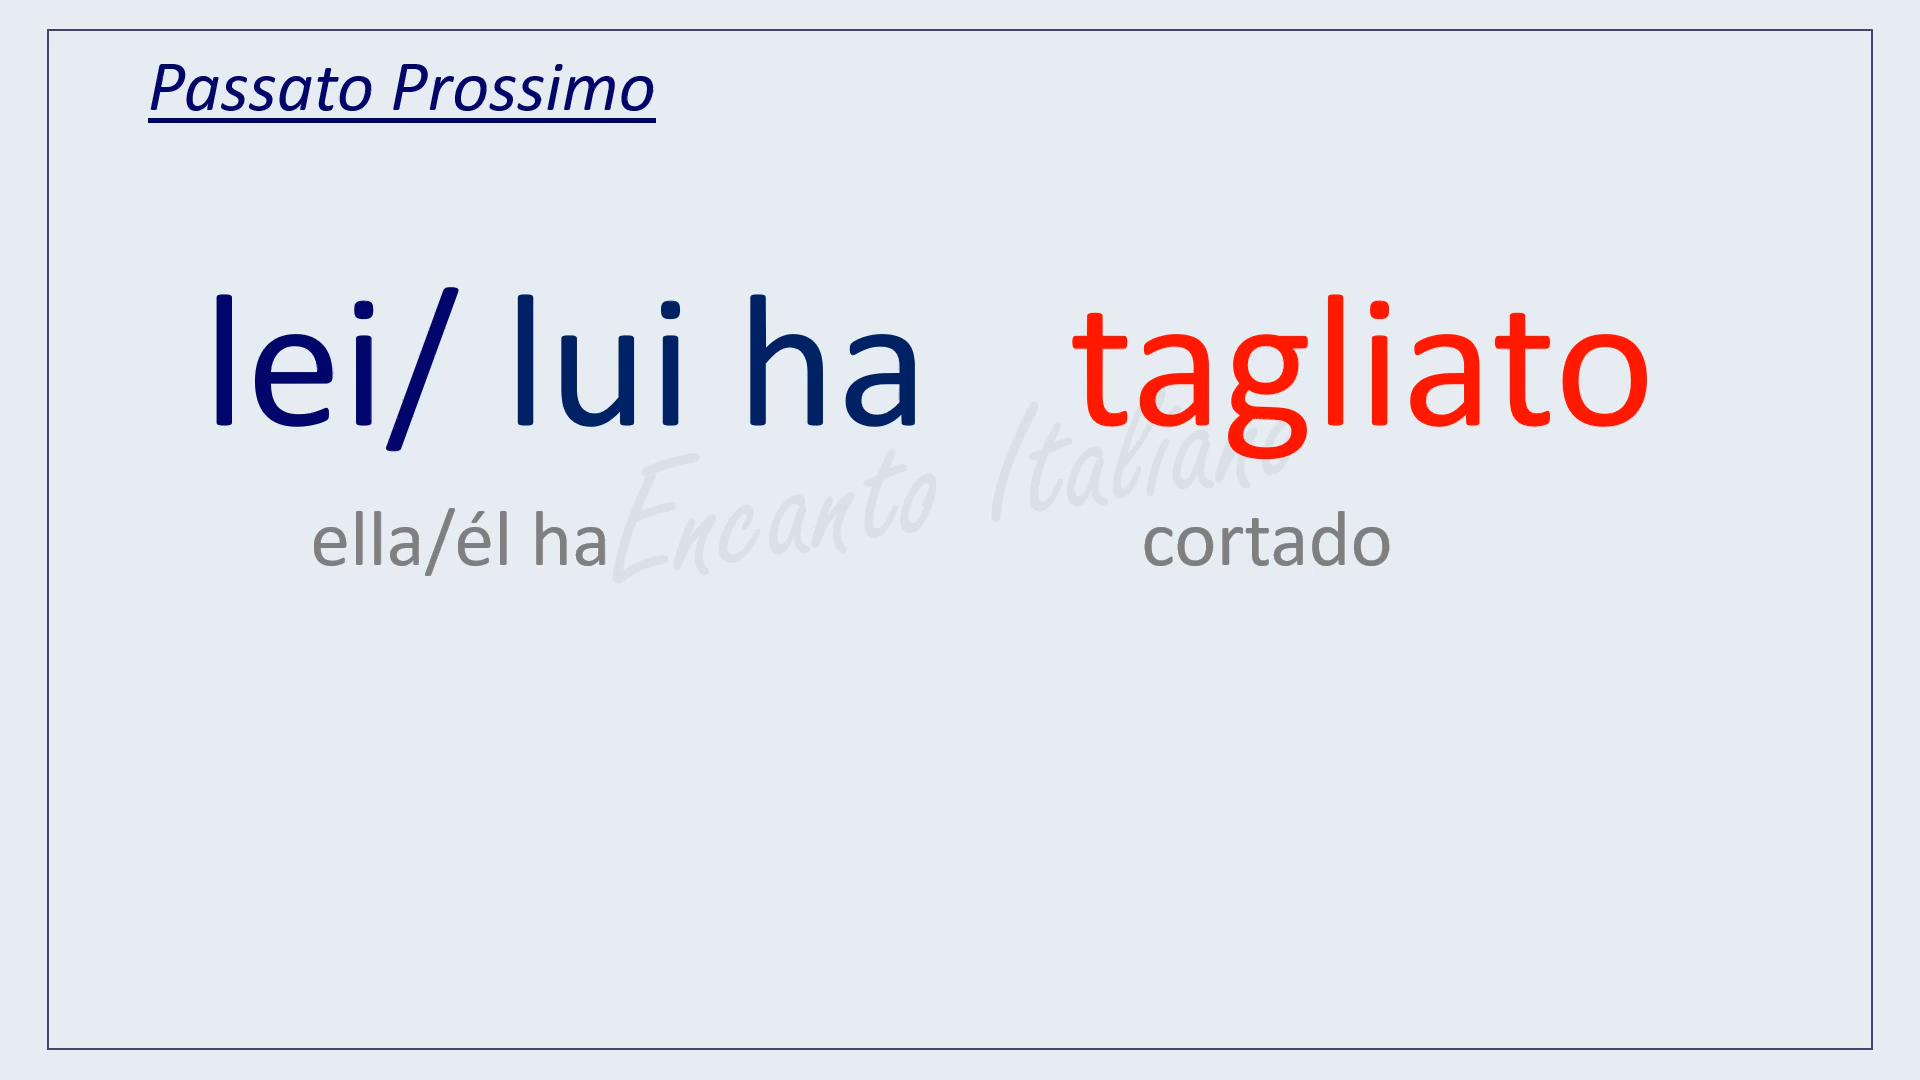 Passato Prossimo
lei/ lui ha tagliato
Encanto Italiano
ella/él ha cortado